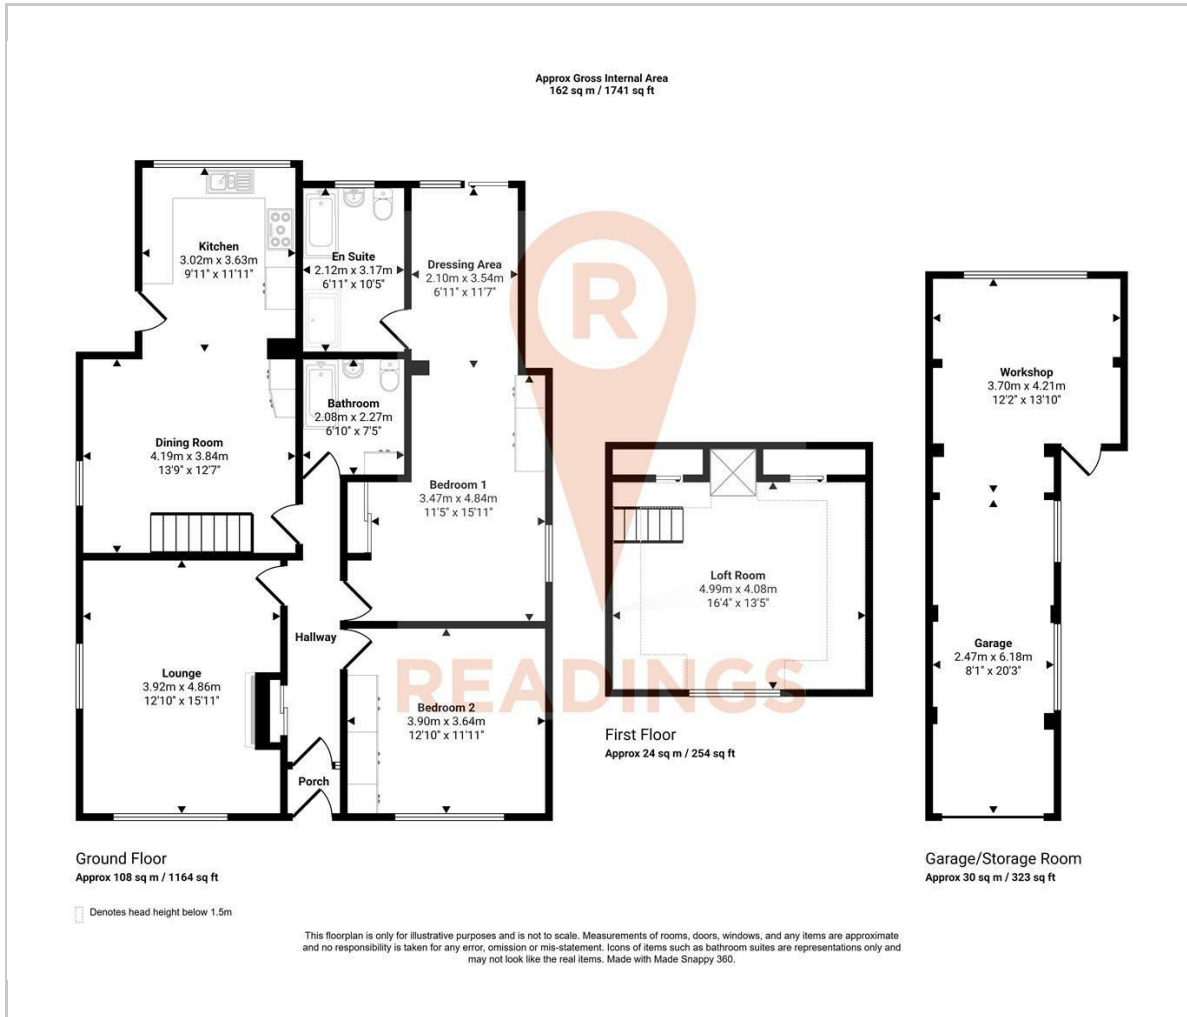 Approx Gross Internal Area
162 sq m / 1741 sq ft
Kitchen
3.02m x 3.63m
9'11" x 11'11"
En Suite
2.12m x 3.17m
6'11" x 10'5"
Dressing Area
2.10m x 3.54m
6'11" x 11'7"
R
Bathroom
2.08m x 2.27m
6'10" x 7'5"
Dining Room
4.19m x 3.84m
13'9" x 12'7"
Bedroom 1
3.47m x 4.84m
11'5" x 15'11"
Hallway
Lounge
3.92m x 4.86m
12'10" x 15'11"
Bedroom 2
3.90m x 3.64m
12'10" x 11'11"
Porch
READINGS
Ground Floor
Approx 108 sq m / 1164 sq ft
Denotes head height below 1.5m
Loft Room
4.99m x 4.08m
16'4" x 13'5"
First Floor
Approx 24 sq m / 254 sq ft
Workshop
3.70m x 4.21m
12'2" x 13'10"
Garage
2.47m x 6.18m
8'1" x 20'3"
Garage/Storage Room
Approx 30 sq m / 323 sq ft
This floorplan is only for illustrative purposes and is not to scale. Measurements of rooms, doors, windows, and any items are approximate
and no responsibility is taken for any error, omission or mis-statement. Icons of items such as bathroom suites are representations only and
may not look like the real items. Made with Made Snappy 360.